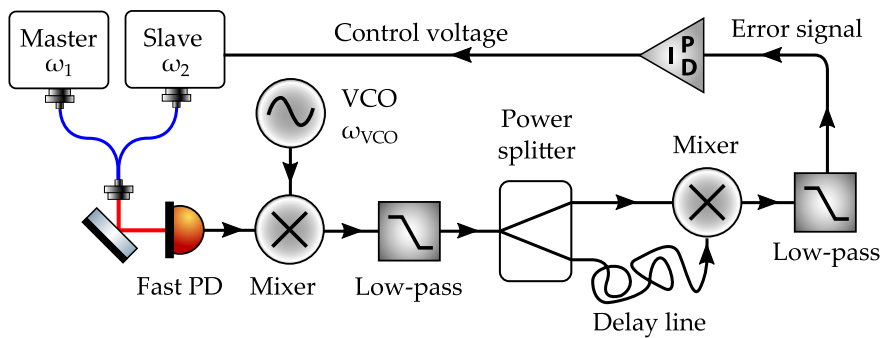 Master
ω₁
Slave
ω₂
Control voltage
P
I
D
Error signal
VCO
ωVCO
Power
splitter
Mixer
Fast PD
Mixer
Low-pass
Delay line
Low-pass